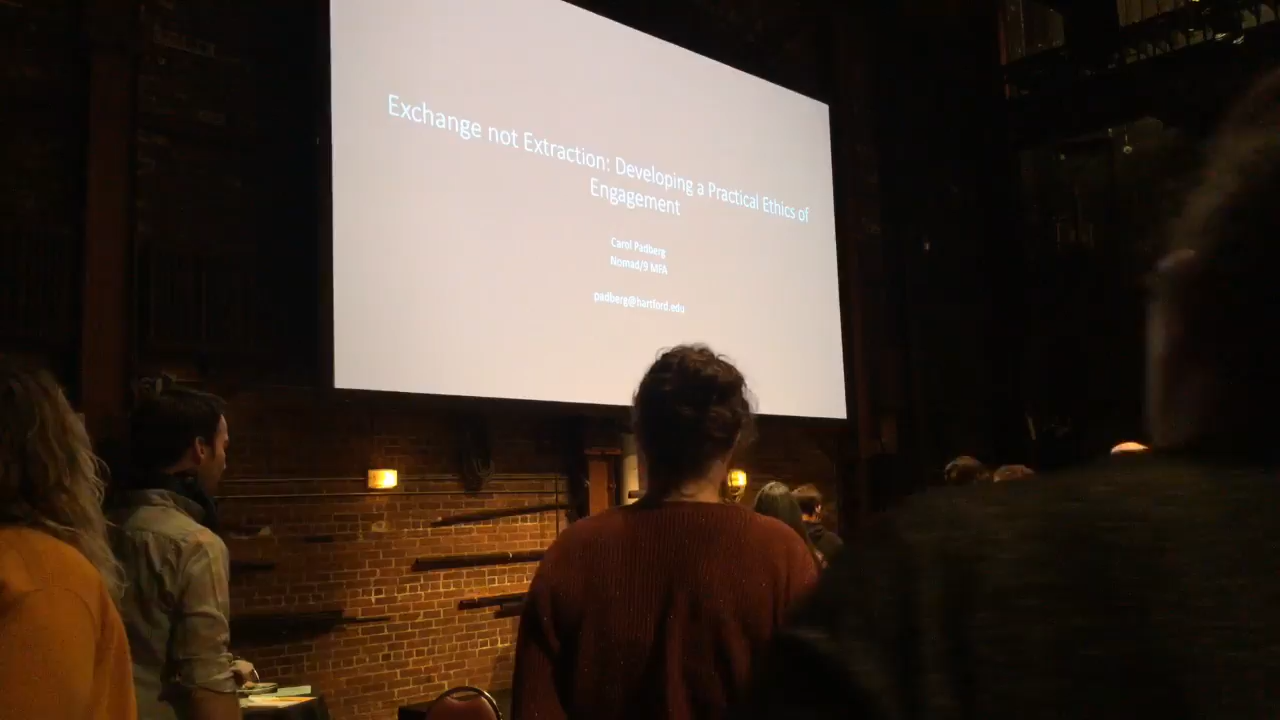 Exchange not Extraction: Developing a Practical Ethics of
Engagement
Carol Padberg
Nomad/9 MFA
padberg@hartford.edu